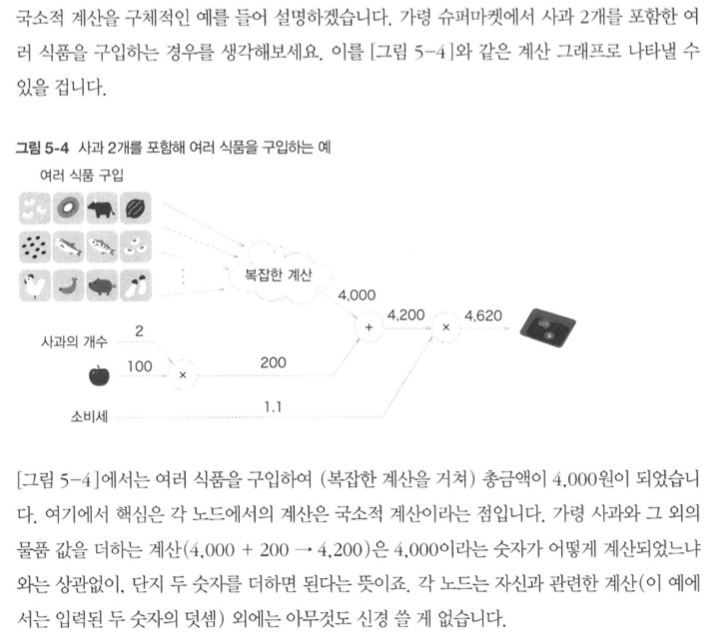 국소적 계산을 구체적인 예를 들어 설명하겠습니다. 가령 슈퍼마켓에서 사과 2개를 포함한 여
러 식품을 구입하는 경우를 생각해보세요. 이를 [그림 5-4]와 같은 계산 그래프로 나타낼 수
있을 겁니다.
그림 5-4 사과 2개를 포함해 여러 식품을 구입하는 예
여러 식품 구입
복잡한 계산
4,000
4,200
4,620
+
×
사과의 개수
2
100
×
200
소비세
1.1
[그림 5-4]에서는 여러 식품을 구입하여 (복잡한 계산을 거쳐) 총금액이 4,000원이 되었습니
다. 여기에서 핵심은 각 노드에서의 계산은 국소적 계산이라는 점입니다. 가령 사과와 그 외의
물품 값을 더하는 계산(4,000 + 200 → 4,200)은 4,000이라는 숫자가 어떻게 계산되었느냐
와는 상관없이, 단지 두 숫자를 더하면 된다는 뜻이죠. 각 노드는 자신과 관련한 계산(이 예에
서는 입력된 두 숫자의 덧셈) 외에는 아무것도 신경 쓸 게 없습니다.